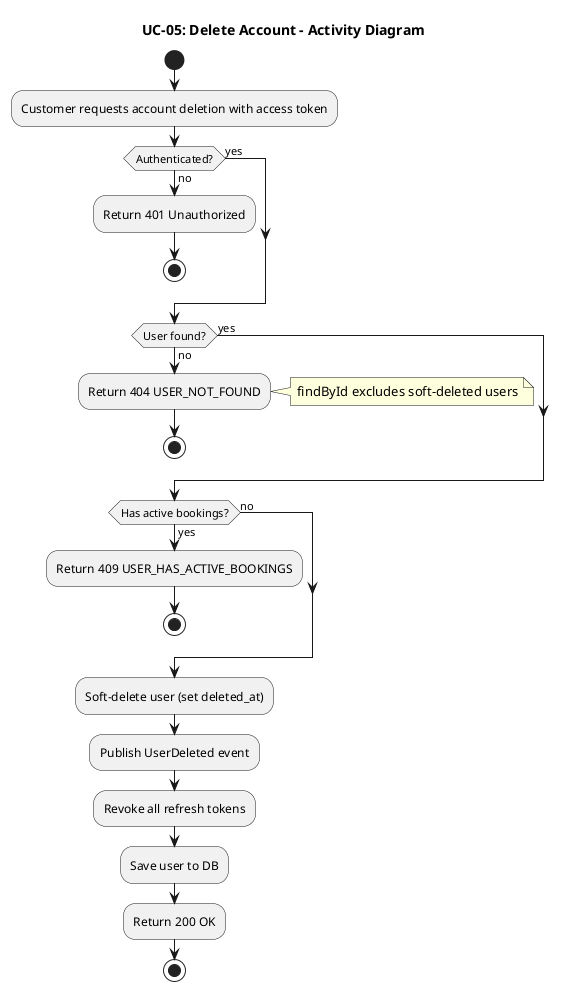 UC-05: Delete Account - Activity Diagram
Customer requests account deletion with access token
Authenticated?
yes
no
Return 401 Unauthorized
User found?
yes
no
Return 404 USER_NOT_FOUND
findById excludes soft-deleted users
Has active bookings?
no
yes
Return 409 USER_HAS_ACTIVE_BOOKINGS
Soft-delete user (set deleted_at)
Publish UserDeleted event
Revoke all refresh tokens
Save user to DB
Return 200 OK